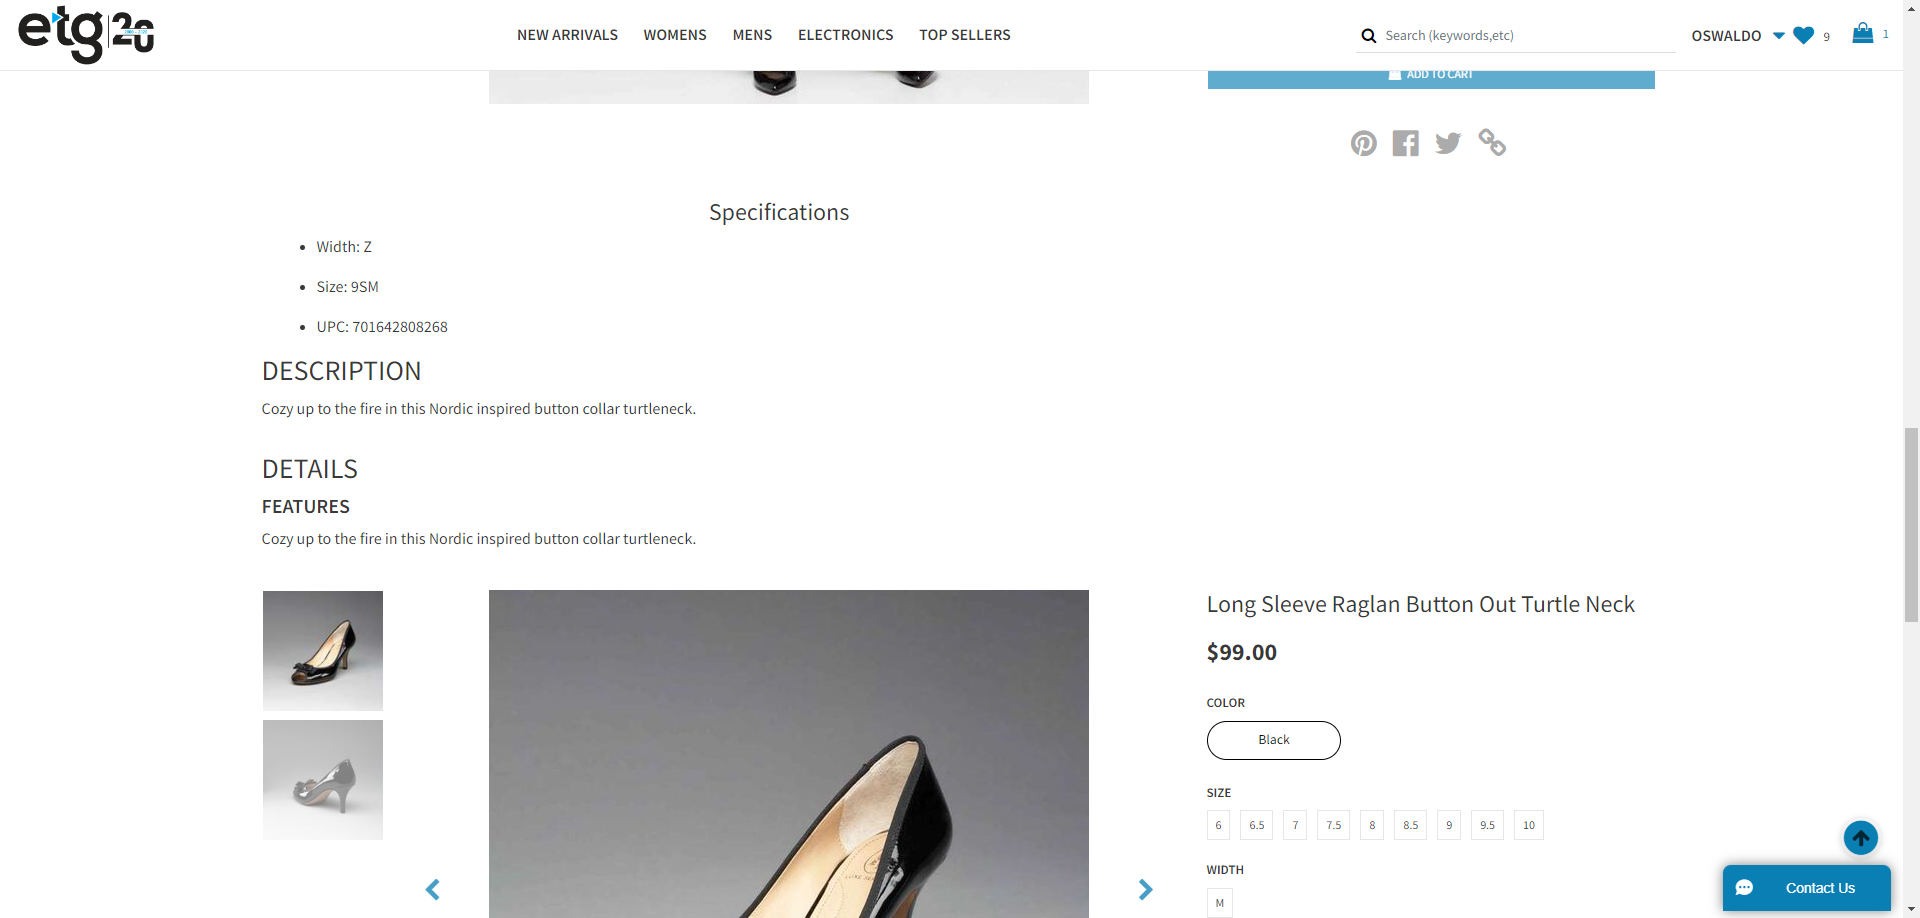 etg 20
NEW ARRIVALS WOMENS MENS ELECTRONICS TOP SELLERS
Search (keywords,etc)
OSWALDO 9 1
ADD TO CART
Specifications
Width: Z
Size: 9SM
UPC: 701642808268
DESCRIPTION
Cozy up to the fire in this Nordic inspired button collar turtleneck.
DETAILS
FEATURES
Cozy up to the fire in this Nordic inspired button collar turtleneck.
Long Sleeve Raglan Button Out Turtle Neck
$99.00
COLOR
Black
SIZE
6 6.5 7 7.5 8 8.5 9 9.5 10
WIDTH
M
Contact Us